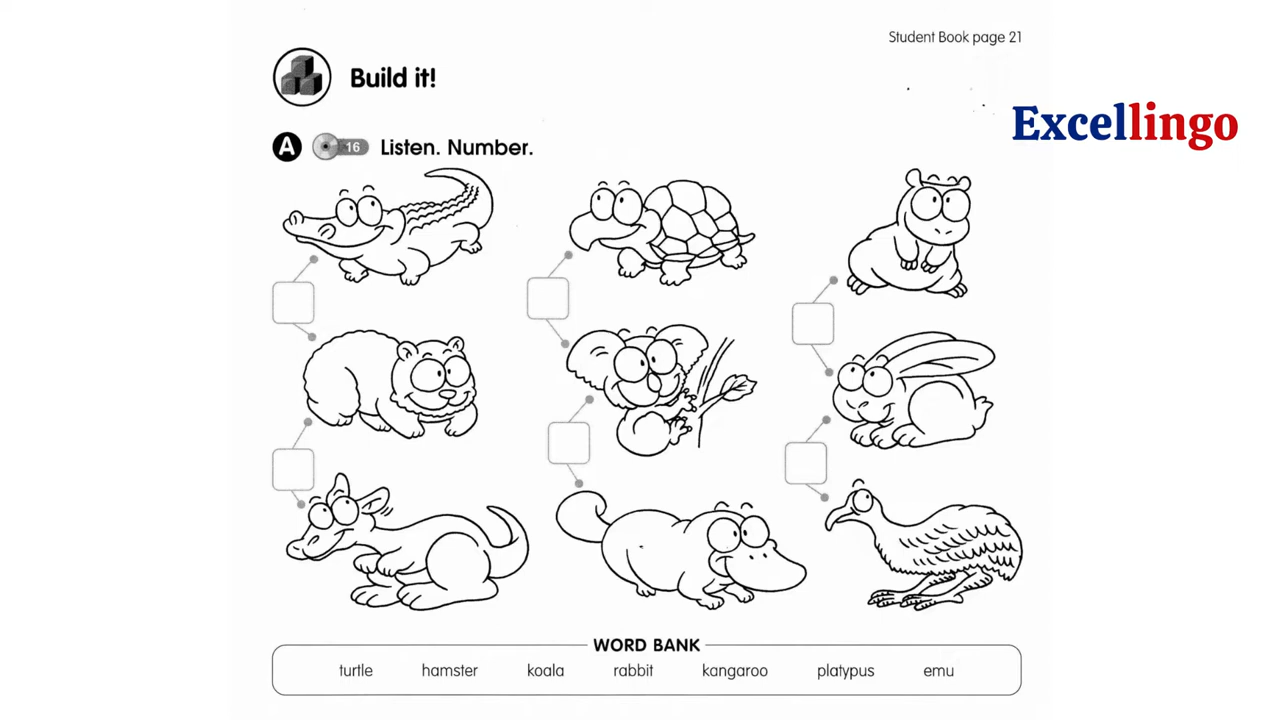 Student Book page 21
Build it!
Excellingo
A 16 Listen. Number.
WORD BANK
turtle hamster koala rabbit kangaroo platypus emu